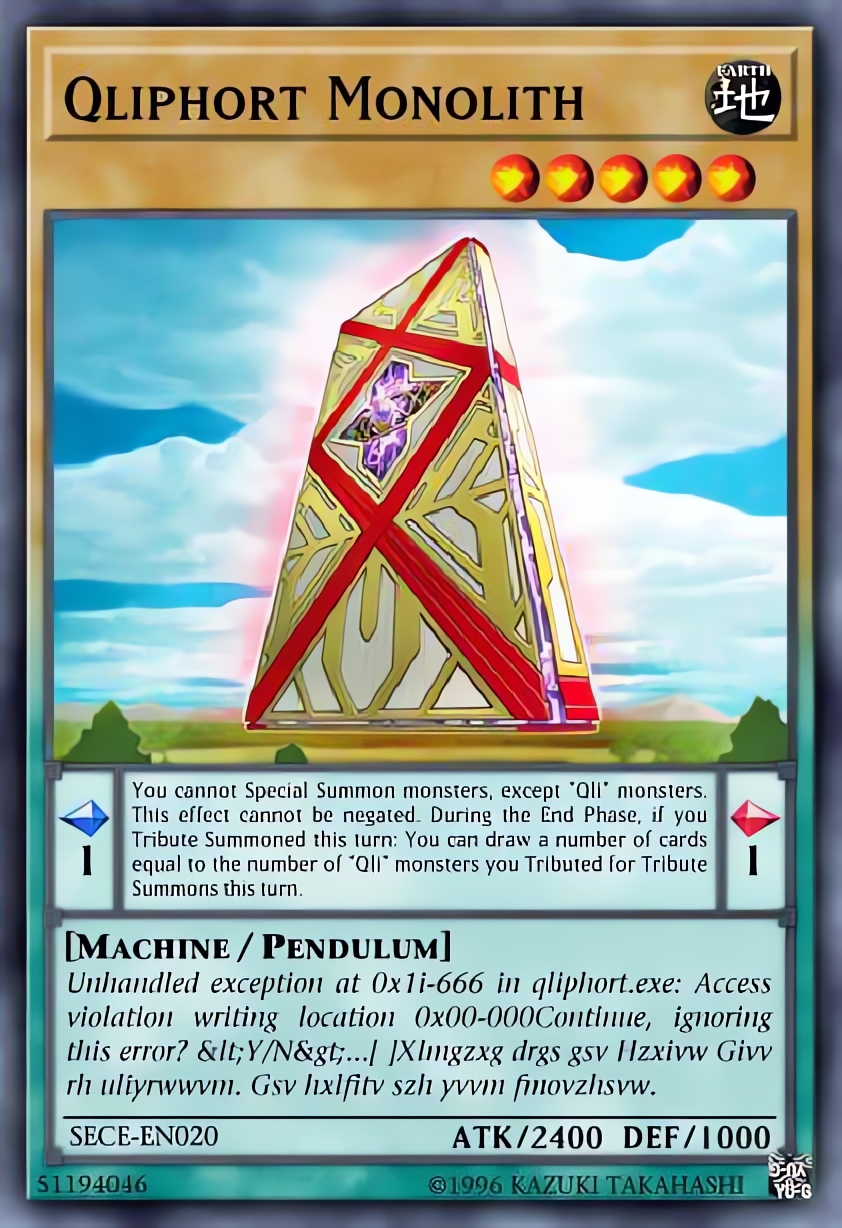 QLIPHORT MONOLITH
EARTH
地
You cannot Special Summon monsters, except "Qli" monsters.
This effect cannot be negated. During the End Phase, if you
Tribute Summoned this turn: You can draw a number of cards
equal to the number of "Qli" monsters you Tributed for Tribute
Summons this turn.
1
1
[MACHINE / PENDULUM]
Unhandled exception at 0x1i-666 in qliphort.exe: Access
violation writing location 0x00-000Continue, ignoring
this error? &lt;Y/N&gt;...[ ]Xlmgzxg drgs gsv Hzxivw Givv
rh uliyrwwvm. Gsv hxlfitv szh yvvm fmovzhsvw.
SECE-EN020
ATK/2400 DEF/1000
51194046
©1996 KAZUKI TAKAHASHI